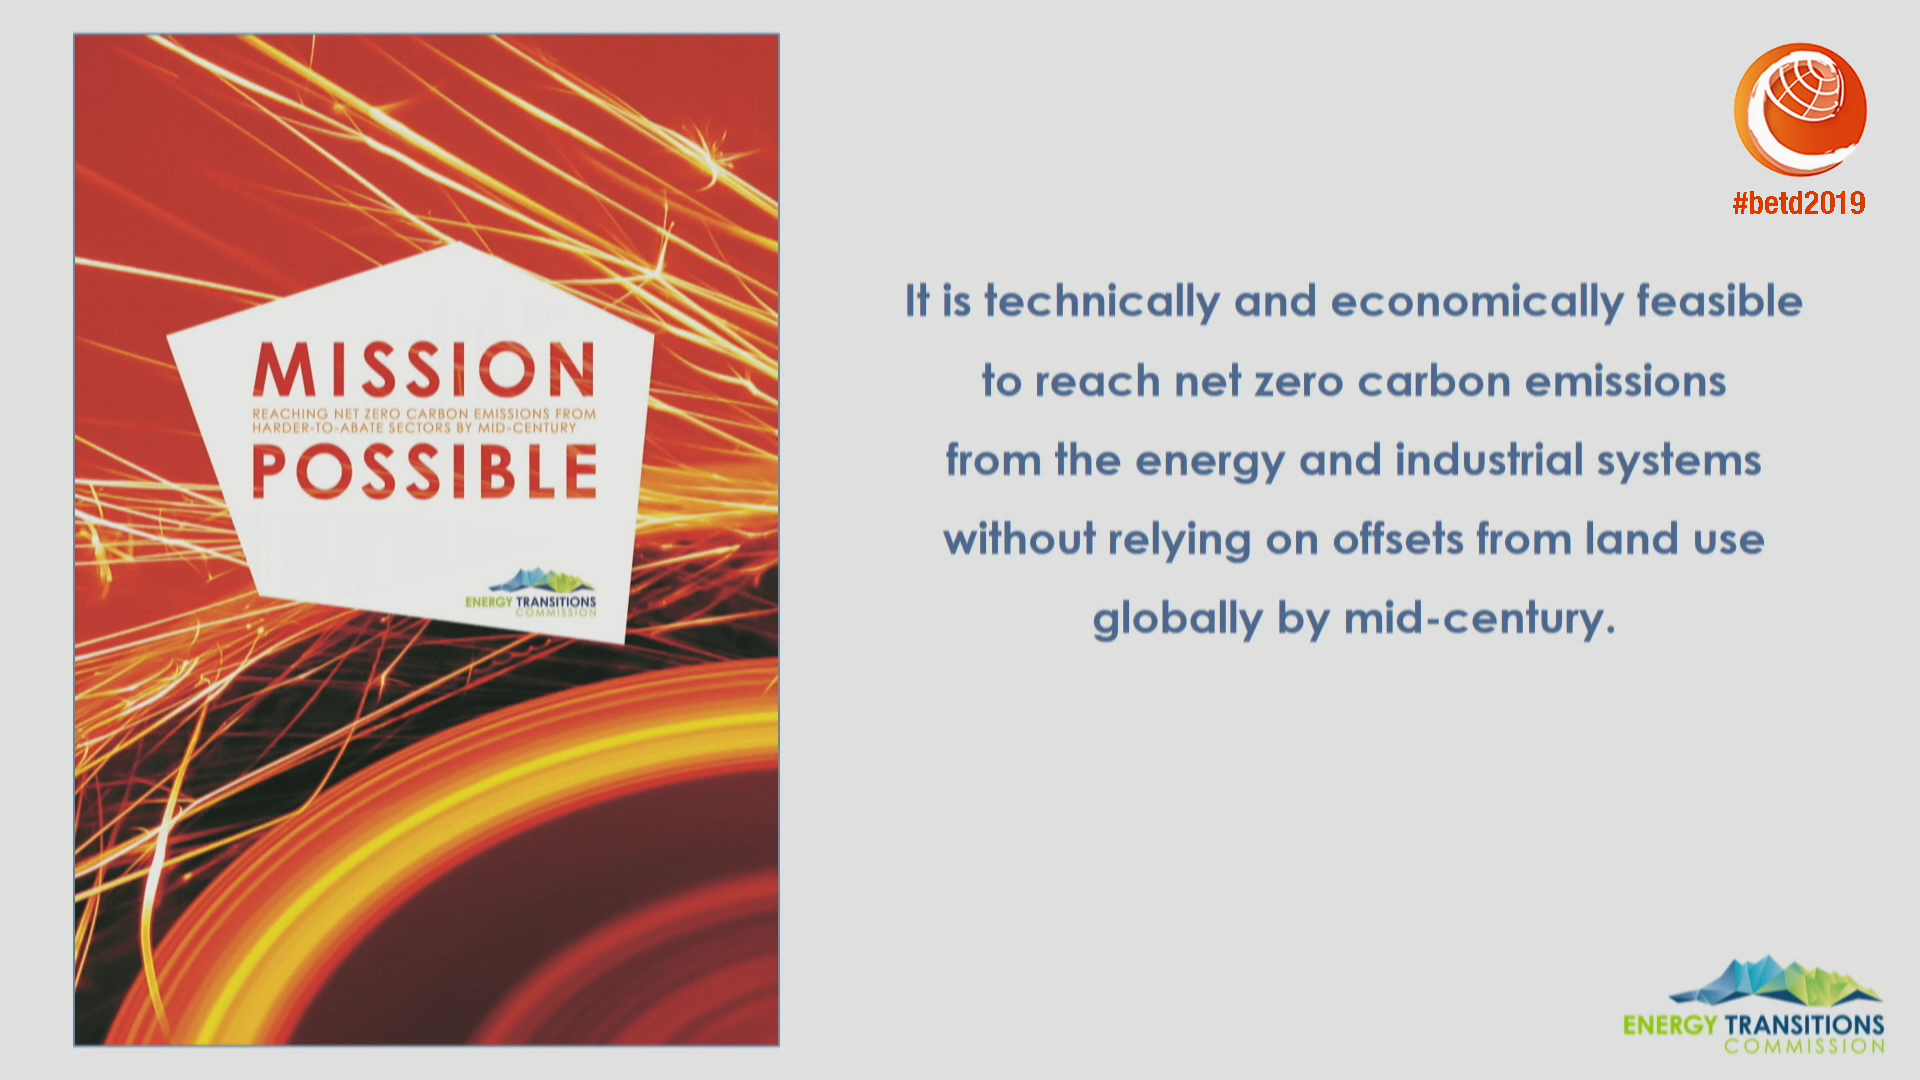 MISSION
REACHING NET ZERO CARBON EMISSIONS FROM
HARDER-TO-ABATE SECTORS BY MID-CENTURY
POSSIBLE
ENERGY TRANSITIONS
COMMISSION
#betd2019
It is technically and economically feasible
to reach net zero carbon emissions
from the energy and industrial systems
without relying on offsets from land use
globally by mid-century.
ENERGY TRANSITIONS
COMMISSION